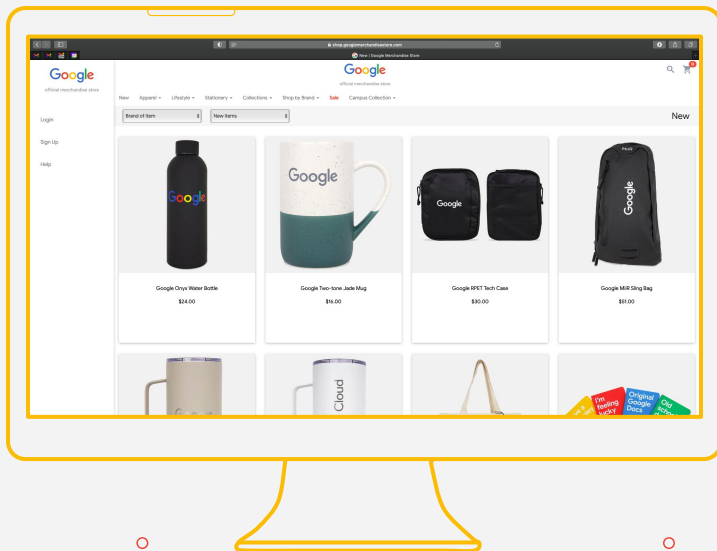 shop.googlemerchandisestore.com
New | Google Merchandise Store
Google
official merchandise store
Google
official merchandise store
0
New Apparel Lifestyle Stationery Collections Shop by Brand Sale Campus Collection
Login
Sign Up
Help
Brand of Item
New Items
New
Google
Google
Google
Google
Google Onyx Water Bottle
$24.00
Google Two-tone Jade Mug
$16.00
Google RPET Tech Case
$30.00
Google MiiR Sling Bag
$51.00
Cloud
I'm
feeling
lucky
Original
Google
Docs
Old